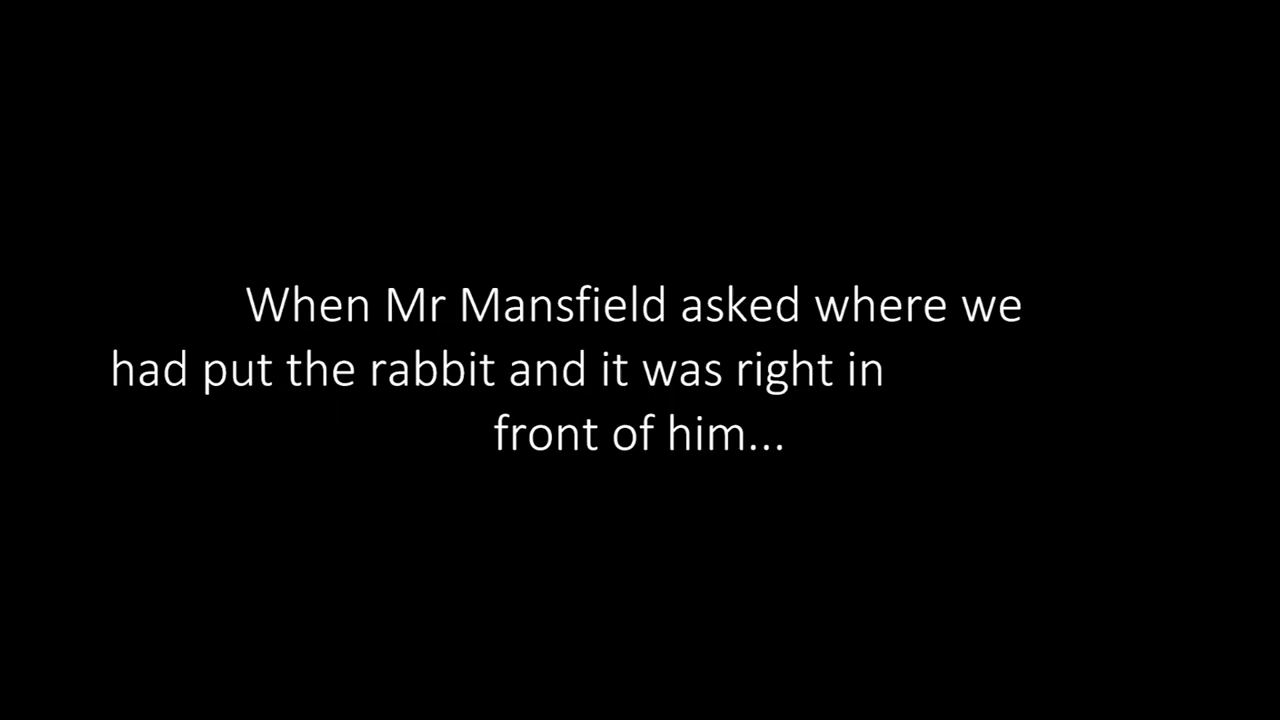 When Mr Mansfield asked where we
had put the rabbit and it was right in
front of him...